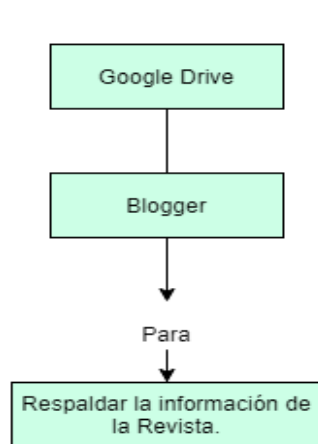 Google Drive
Blogger
Para
Respaldar la información de
la Revista.